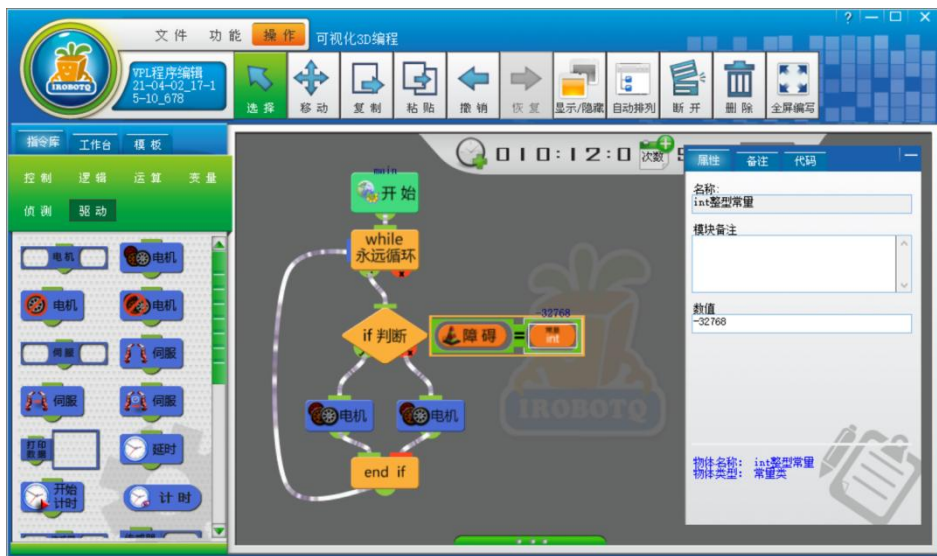 文件 功能 操作 可视化3D编程
? — □ X
IROBOTQ
VPL程序编辑
21-04-02_17-1
5-10_678
选择 移动 复制 粘贴 撤销 恢复 显示/隐藏 自动排列 断开 删除 全屏编写
指令库 工作台 模板
控制 逻辑 运算 变量
侦测 驱动
电机 电机
电机 电机
伺服 伺服
伺服 伺服
打印
数据
延时
开始
计时
计时
010:12:0 次数
main
开始
while
永远循环
if 判断
-32768
障碍 = 常量
int
电机 电机
end if
IROBOTQ
属性 备注 代码
名称:
int整型常量
模块备注
数值
-32768
物体名称: int整型常量
物体类型: 常量类